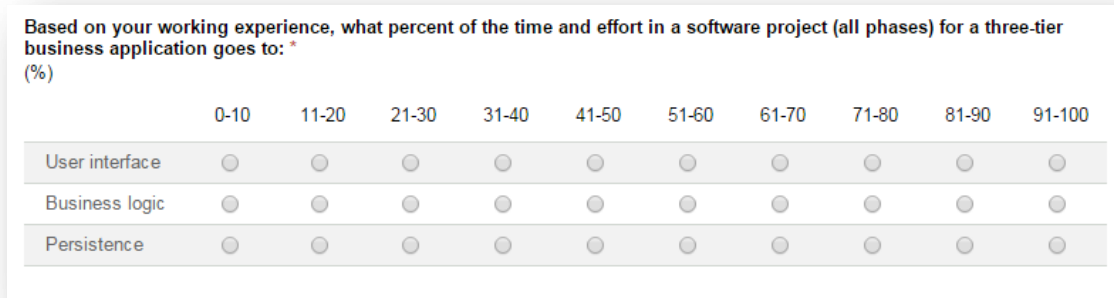 Based on your working experience, what percent of the time and effort in a software project (all phases) for a three-tier
business application goes to: *
(%)
0-10 11-20 21-30 31-40 41-50 51-60 61-70 71-80 81-90 91-100
User interface
Business logic
Persistence